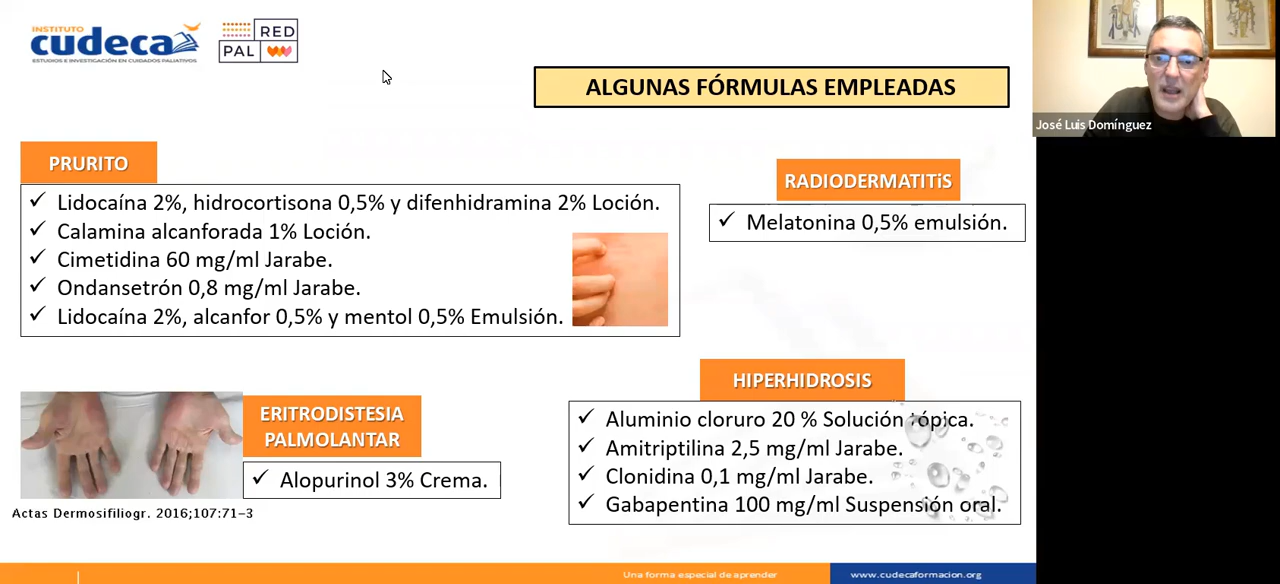 INSTITUTO
cudeca
ESTUDIOS E INVESTIGACIÓN EN CUIDADOS PALIATIVOS
RED
PAL
ALGUNAS FÓRMULAS EMPLEADAS
José Luis Domínguez
PRURITO
✓ Lidocaína 2%, hidrocortisona 0,5% y difenhidramina 2% Loción.
✓ Calamina alcanforada 1% Loción.
✓ Cimetidina 60 mg/ml Jarabe.
✓ Ondansetrón 0,8 mg/ml Jarabe.
✓ Lidocaína 2%, alcanfor 0,5% y mentol 0,5% Emulsión.
RADIODERMATITiS
✓ Melatonina 0,5% emulsión.
ERITRODISTESIA
PALMOLANTAR
✓ Alopurinol 3% Crema.
Actas Dermosifiliogr. 2016;107:71–3
HIPERHIDROSIS
✓ Aluminio cloruro 20 % Solución tópica.
✓ Amitriptilina 2,5 mg/ml Jarabe.
✓ Clonidina 0,1 mg/ml Jarabe.
✓ Gabapentina 100 mg/ml Suspensión oral.
Una forma especial de aprender
www.cudecaformacion.org